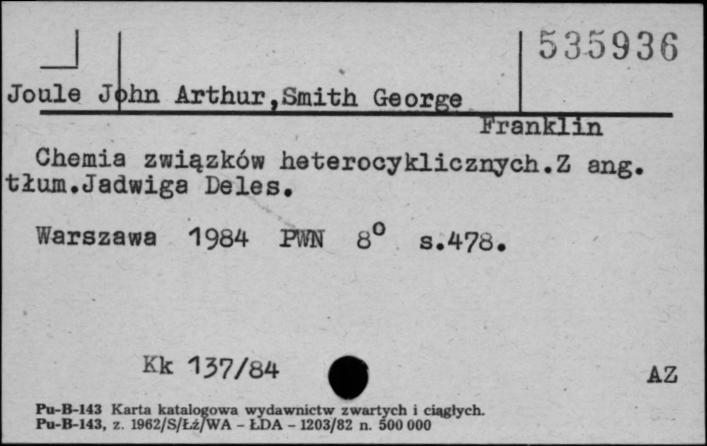 535936
Joule John Arthur,Smith George
Franklin
Chemia związków heterocyklicznych.Z ang.
tłum.Jadwiga Deles.
Warszawa 1984 PWN 8° s.478.
Kk 137/84
AZ
Pu-B-143 Karta katalogowa wydawnictw zwartych i ciągłych.
Pu-B-143, z. 1962/S/Łż/WA - ŁDA - 1203/82 n. 500 000